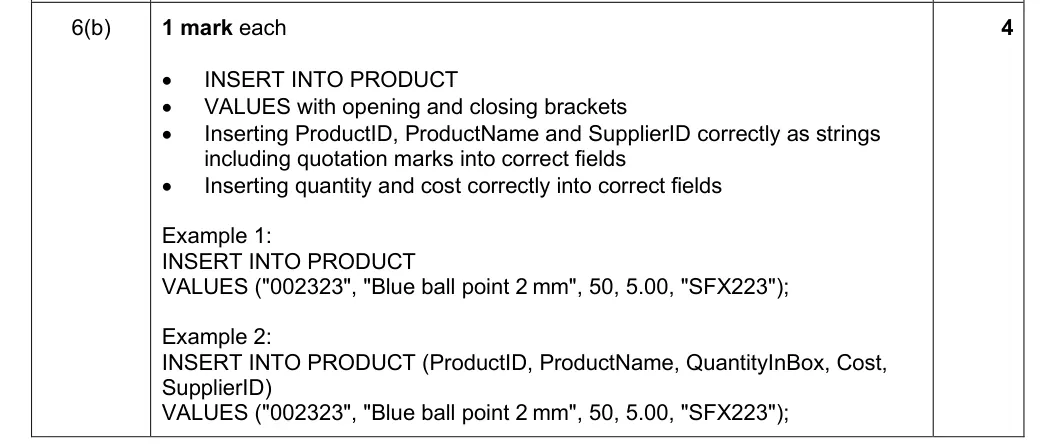 6(b) 1 mark each 4
• INSERT INTO PRODUCT
• VALUES with opening and closing brackets
• Inserting ProductID, ProductName and SupplierID correctly as strings
including quotation marks into correct fields
• Inserting quantity and cost correctly into correct fields
Example 1:
INSERT INTO PRODUCT
VALUES ("002323", "Blue ball point 2 mm", 50, 5.00, "SFX223");
Example 2:
INSERT INTO PRODUCT (ProductID, ProductName, QuantityInBox, Cost,
SupplierID)
VALUES ("002323", "Blue ball point 2 mm", 50, 5.00, "SFX223");